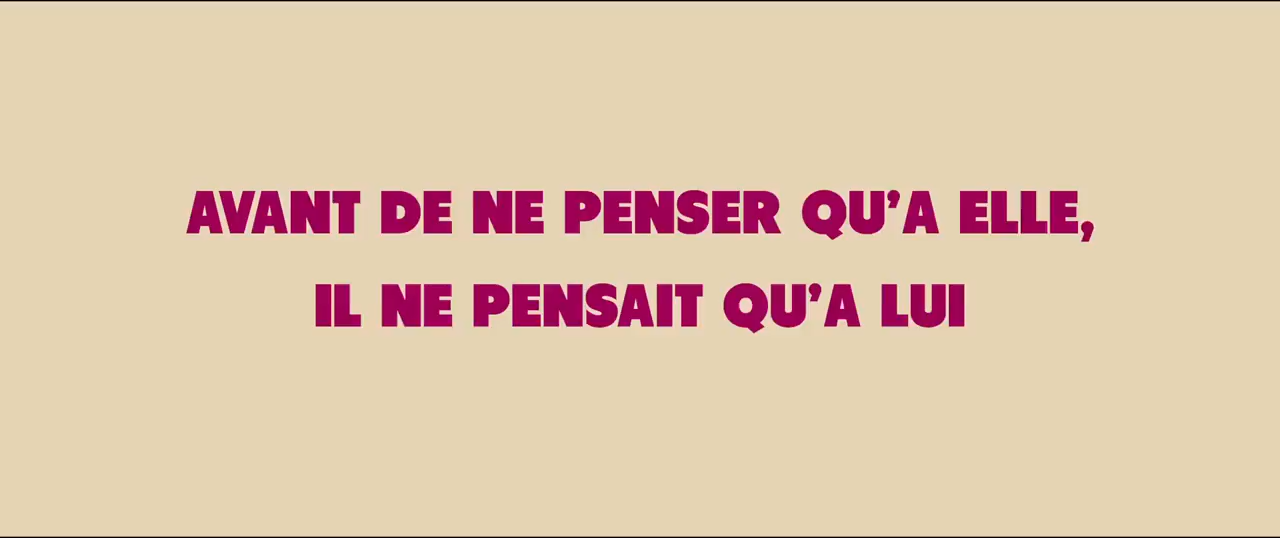 AVANT DE NE PENSER QU’A ELLE,
IL NE PENSAIT QU’A LUI